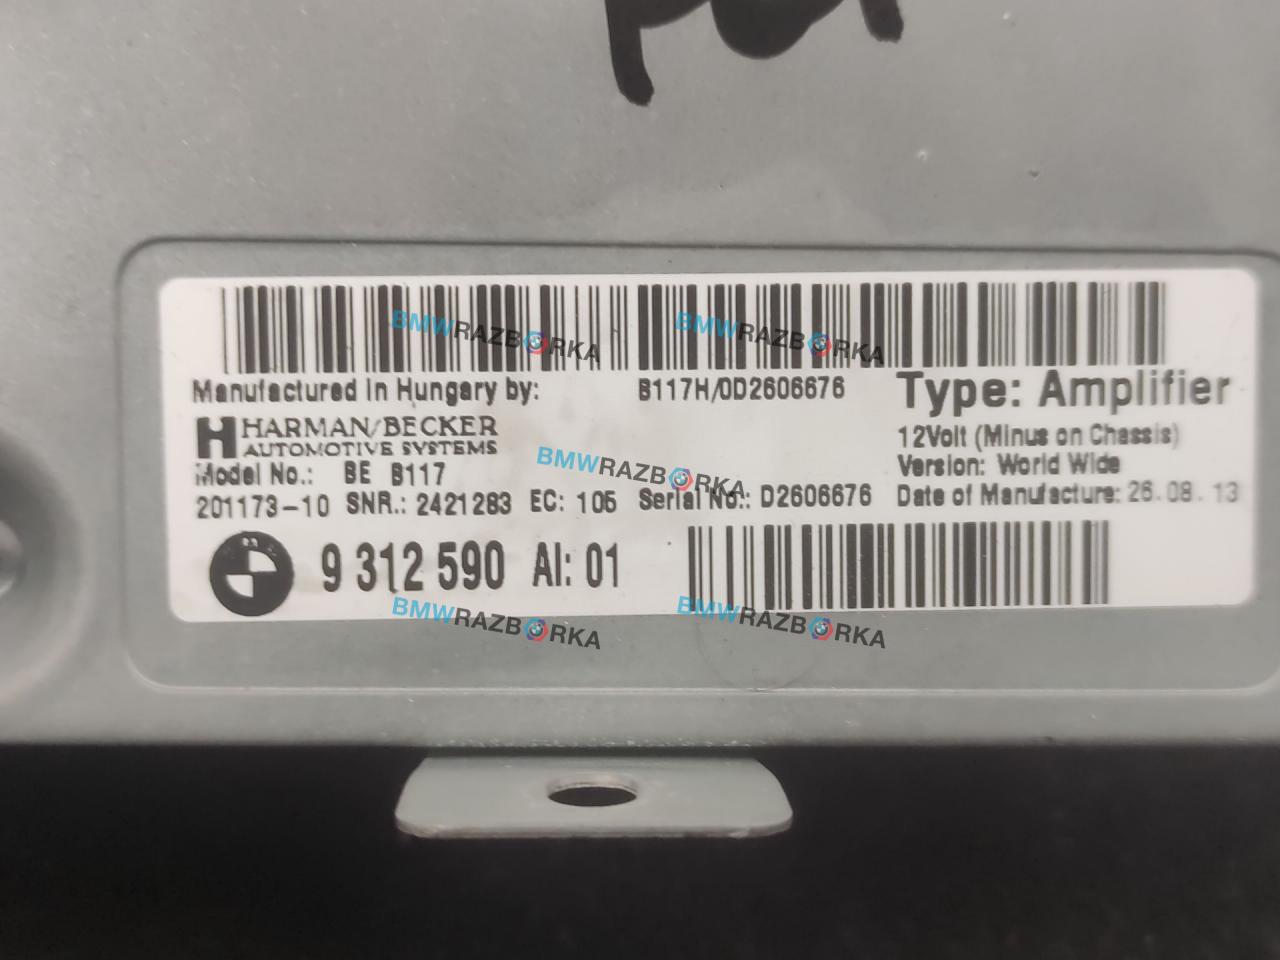 Manufactured In Hungary by:
B117H/0D2606676
Type: Amplifier
HARMAN/BECKER
AUTOMOTIVE SYSTEMS
12Volt (Minus on Chassis)
Model No.: BE B117
Version: World Wide
201173-10 SNR.: 2421283 EC: 105 Serial No.: D2606676 Date of Manufacture: 26.08.13
9 312 590 AI: 01
BMWRAZBORKA
BMWRAZBORKA
BMWRAZBORKA
BMWRAZBORKA
BMWRAZBORKA